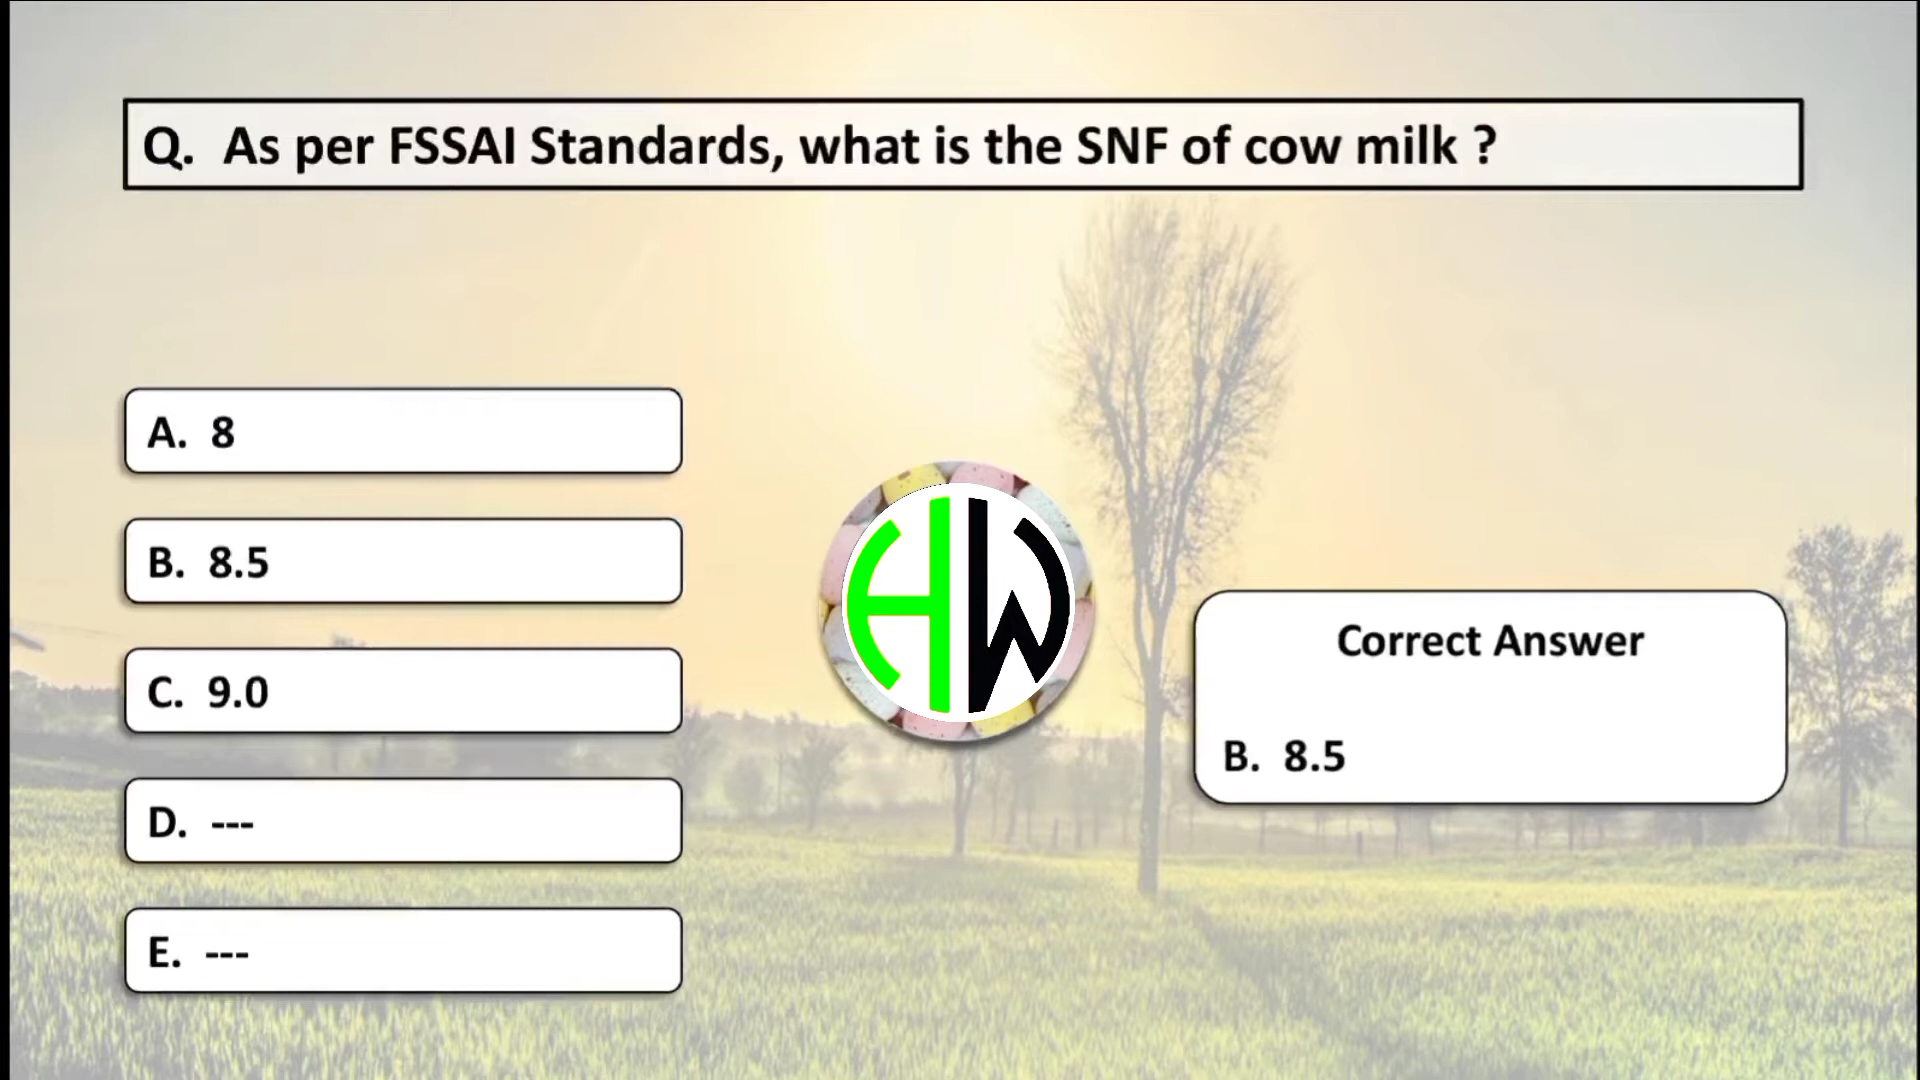 Q. As per FSSAI Standards, what is the SNF of cow milk ?
A. 8
B. 8.5
C. 9.0
D. ---
E. ---
HW
Correct Answer
B. 8.5